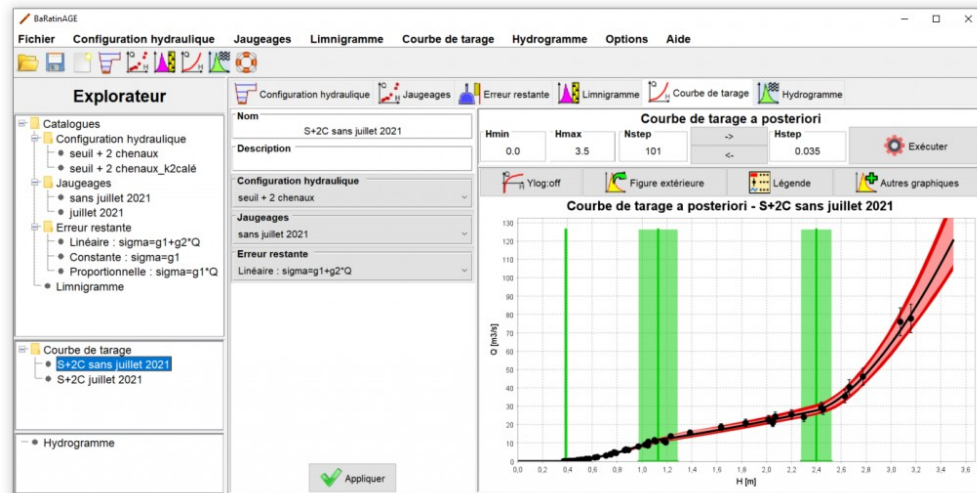 BaRatinAGE
Fichier Configuration hydraulique Jaugeages Limnigramme Courbe de tarage Hydrogramme Options Aide
Explorateur
Catalogues
Configuration hydraulique
seuil + 2 chenaux
seuil + 2 chenaux_k2calé
Jaugeages
sans juillet 2021
juillet 2021
Erreur restante
Linéaire : sigma=g1+g2*Q
Constante : sigma=g1
Proportionnelle : sigma=g1*Q
Limnigramme
Courbe de tarage
S+2C sans juillet 2021
S+2C juillet 2021
Hydrogramme
Configuration hydraulique Jaugeages Erreur restante Limnigramme Courbe de tarage Hydrogramme
Nom
S+2C sans juillet 2021
Description
Configuration hydraulique
seuil + 2 chenaux
Jaugeages
sans juillet 2021
Erreur restante
Linéaire : sigma=g1+g2*Q
Appliquer
Courbe de tarage a posteriori
Hmin Hmax Nstep -> Hstep
0.0 3.5 101 <- 0.035
Exécuter
Ylog:off Figure extérieure Légende Autres graphiques
Courbe de tarage a posteriori - S+2C sans juillet 2021
130
120
110
100
90
80
70
60
50
40
30
20
10
0
Q [m3/s]
0,0 0,2 0,4 0,6 0,8 1,0 1,2 1,4 1,6 1,8 2,0 2,2 2,4 2,6 2,8 3,0 3,2 3,4 3,6
H [m]